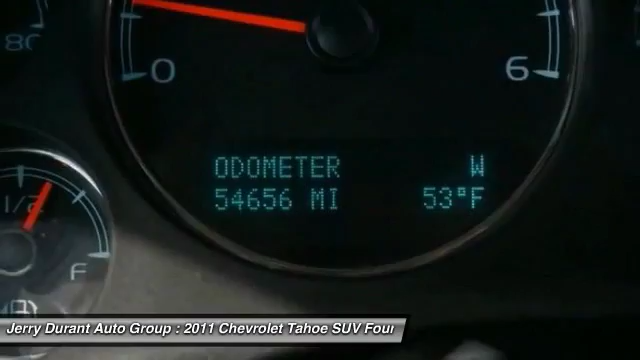 80
0
6
ODOMETER W
54656 MI 53°F
1/2
F
Jerry Durant Auto Group : 2011 Chevrolet Tahoe SUV Four